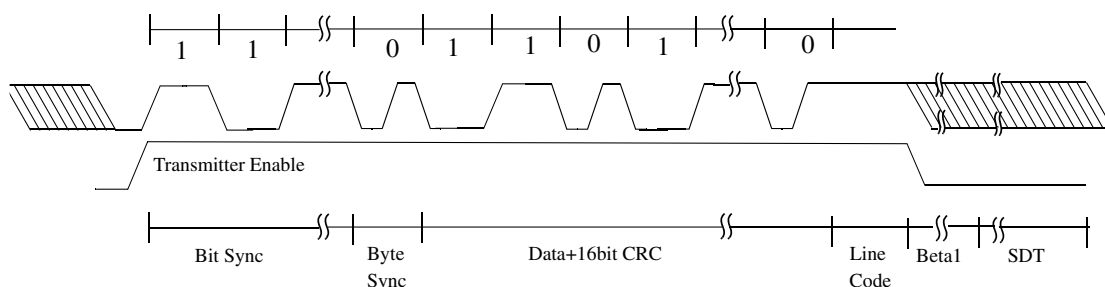 1 1 0 1 1 0 1 0
Transmitter Enable
Bit Sync Byte Sync Data+16bit CRC Line Code Beta1 SDT